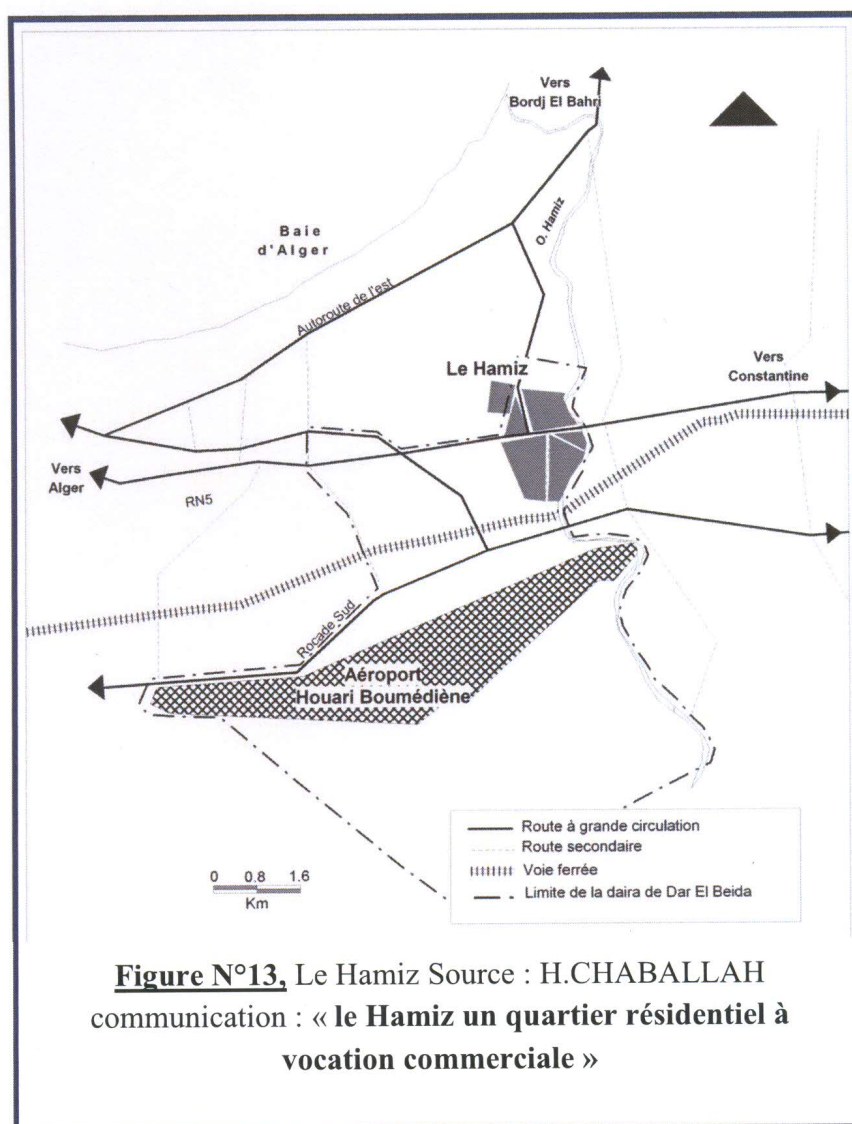 Vers
Bordj El Bahri
Baie
d'Alger
O. Hamiz
Autoroute de l'est
Le Hamiz
Vers
Constantine
Vers
Alger
RN5
Rocade Sud
Aéroport
Houari Boumédiène
Route à grande circulation
Route secondaire
Voie ferrée
Limite de la daira de Dar El Beida
0 0.8 1.6
Km
Figure N°13, Le Hamiz Source : H.CHABALLAH
communication : « le Hamiz un quartier résidentiel à
vocation commerciale »